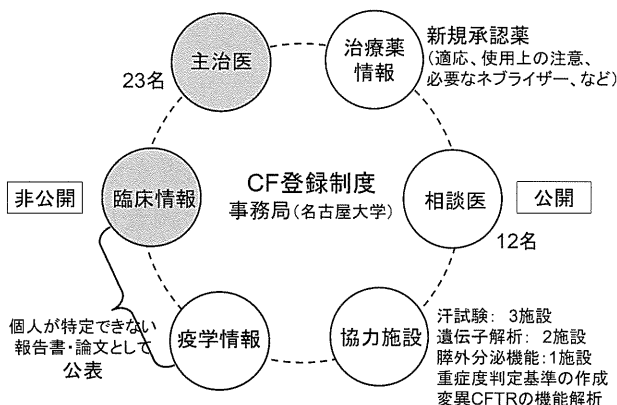 主治医
23名
治療薬
情報
新規承認薬
(適応、使用上の注意、
必要なネブライザー、など)
非公開
臨床情報
CF登録制度
事務局(名古屋大学)
相談医
公開
12名
個人が特定できない
報告書・論文として
公表
疫学情報
協力施設
汗試験: 3施設
遺伝子解析: 2施設
膵外分泌機能:1施設
重症度判定基準の作成
変異CFTRの機能解析